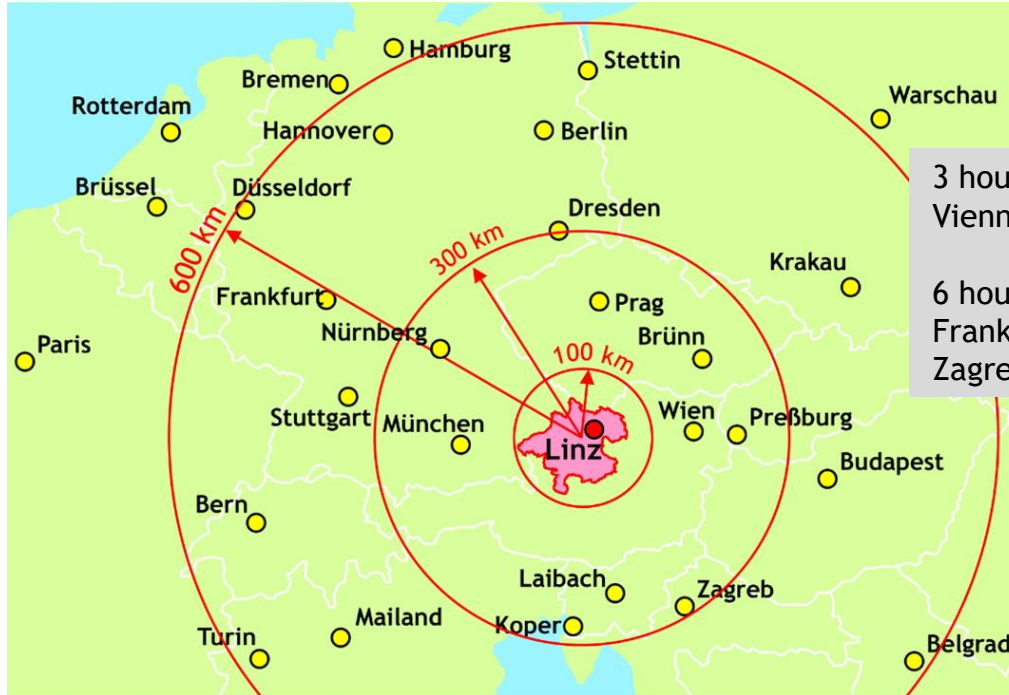 Hamburg
Stettin
Bremen
Warschau
Rotterdam
Hannover
Berlin
3 hou
Vienn
Brüssel
Düsseldorf
Dresden
600 km
300 km
Krakau
6 hou
Frank
Zagre
Frankfurt
Prag
Nürnberg
Brünn
Paris
100 km
Stuttgart
München
Wien
Preßburg
Linz
Budapest
Bern
Laibach
Zagreb
Koper
Mailand
Turin
Belgrad